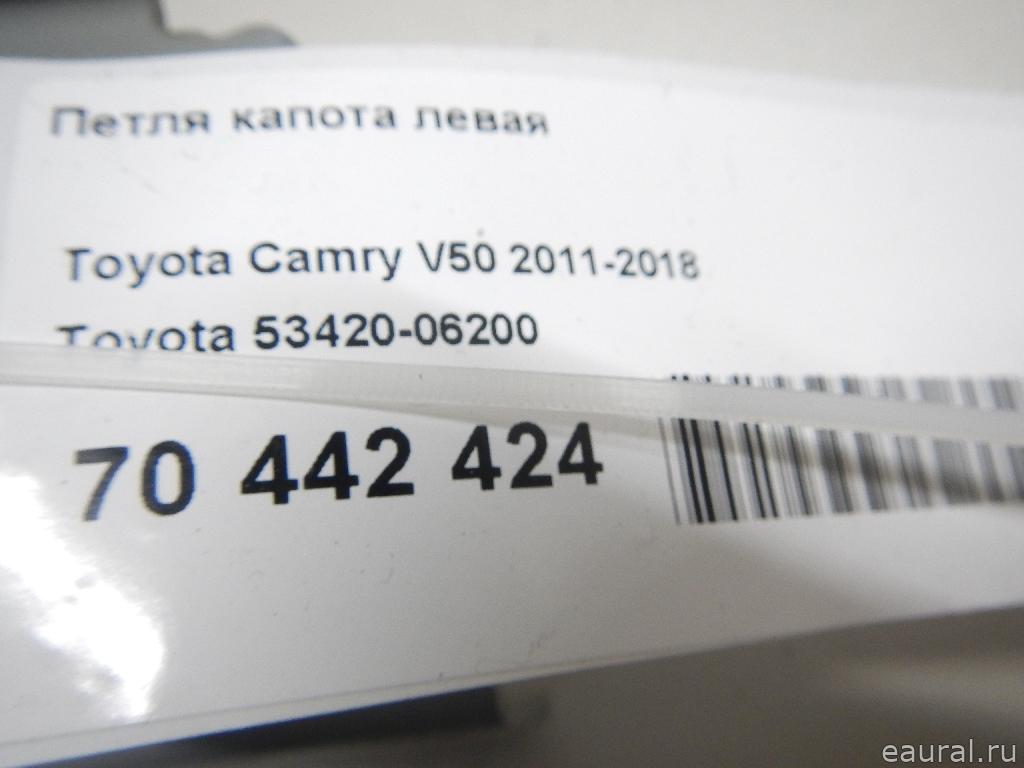 Петля капота левая
Toyota Camry V50 2011-2018
Toyota 53420-06200
70 442 424
eaural.ru